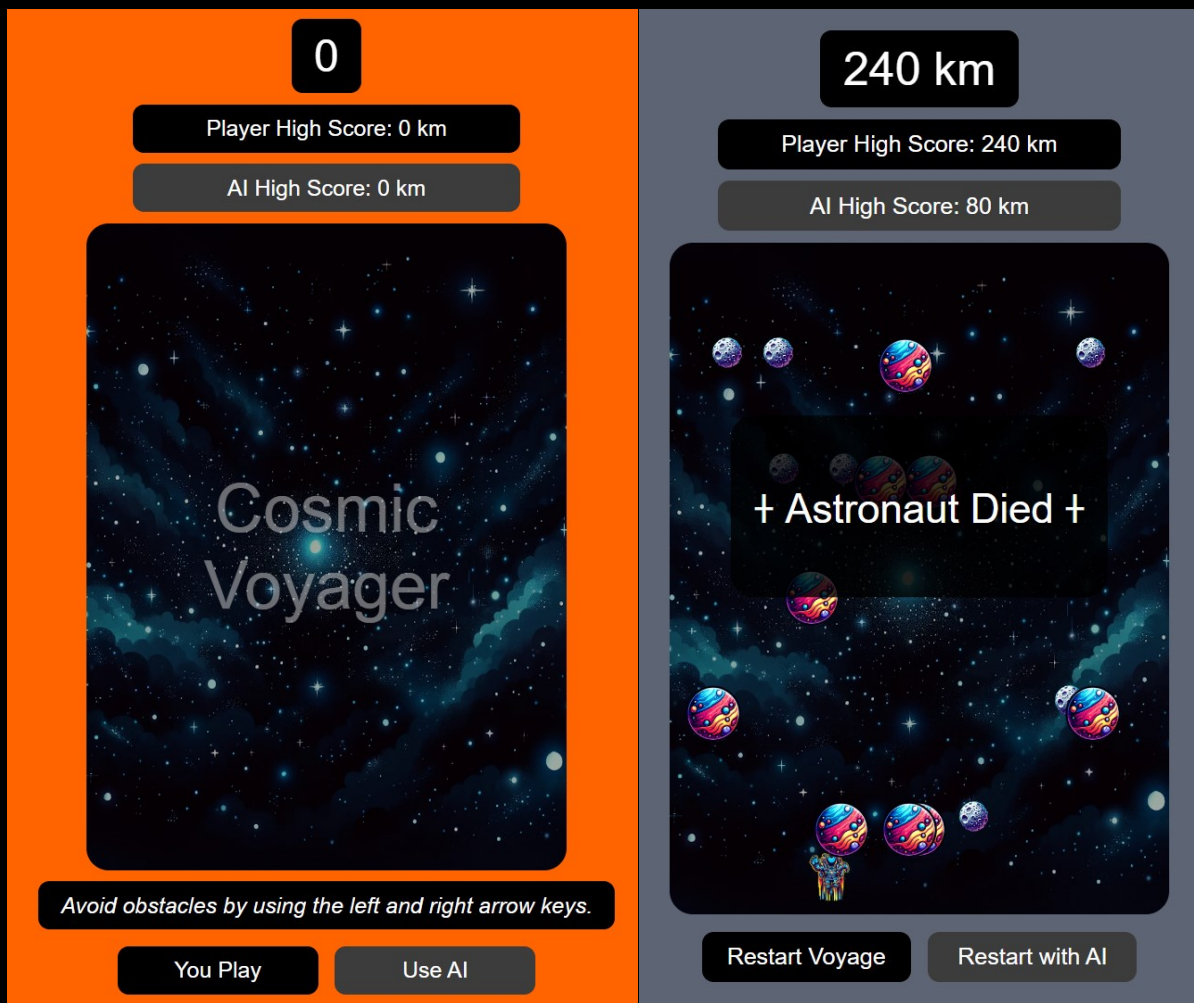 0
Player High Score: 0 km
AI High Score: 0 km
Cosmic
Voyager
Avoid obstacles by using the left and right arrow keys.
You Play
Use AI
240 km
Player High Score: 240 km
AI High Score: 80 km
⸸ Astronaut Died ⸸
Restart Voyage
Restart with AI